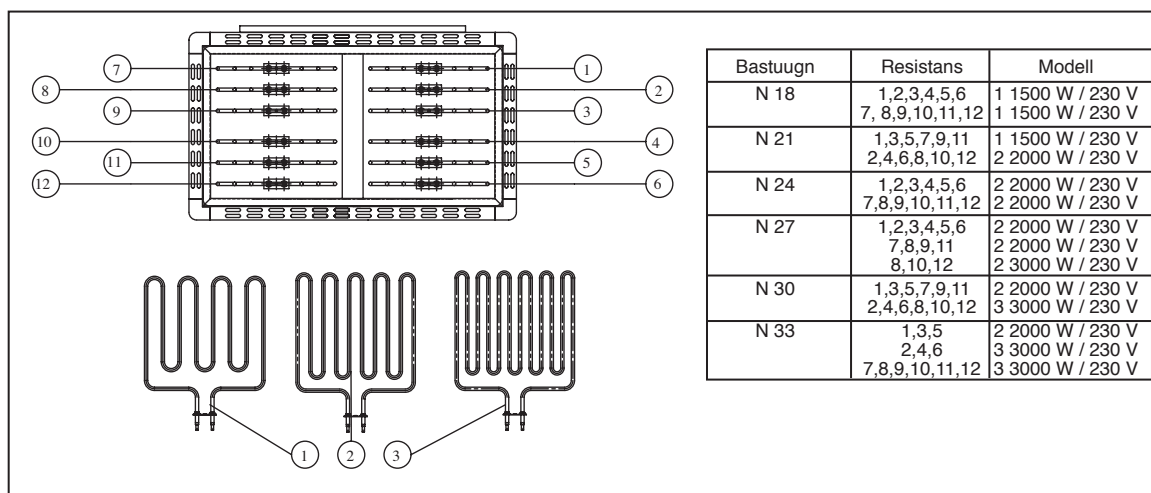 7
8
9
10
11
12
1
2
3
4
5
6
1
2
3
Bastuugn Resistans Modell
N 18 1,2,3,4,5,6 1 1500 W / 230 V
7, 8,9,10,11,12 1 1500 W / 230 V
N 21 1,3,5,7,9,11 1 1500 W / 230 V
2,4,6,8,10,12 2 2000 W / 230 V
N 24 1,2,3,4,5,6 2 2000 W / 230 V
7,8,9,10,11,12 2 2000 W / 230 V
N 27 1,2,3,4,5,6 2 2000 W / 230 V
7,8,9,11 2 2000 W / 230 V
8,10,12 2 3000 W / 230 V
N 30 1,3,5,7,9,11 2 2000 W / 230 V
2,4,6,8,10,12 3 3000 W / 230 V
N 33 1,3,5 2 2000 W / 230 V
2,4,6 3 3000 W / 230 V
7,8,9,10,11,12 3 3000 W / 230 V